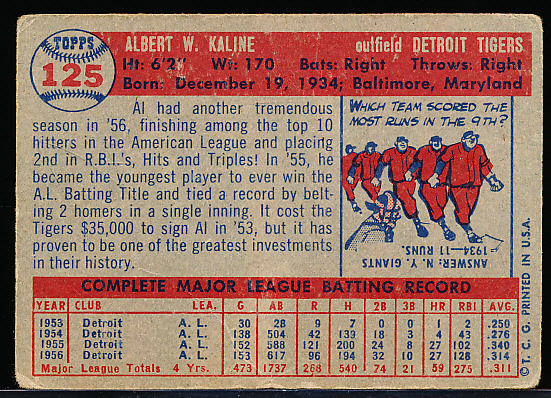 TOPPS
125
ALBERT W. KALINE outfield DETROIT TIGERS
Ht: 6'2" Wt: 170 Bats: Right Throws: Right
Born: December 19, 1934; Baltimore, Maryland
Al had another tremendous
season in '56, finishing among the top 10
hitters in the American League and placing
2nd in R.B.I.'s, Hits and Triples! In '55, he
became the youngest player to ever win the
A.L. Batting Title and tied a record by belt-
ing 2 homers in a single inning. It cost the
Tigers $35,000 to sign Al in '53, but it has
proven to be one of the greatest investments
in their history.
WHICH TEAM SCORED THE
MOST RUNS IN THE 9TH?
ANSWER: N.Y. GIANTS
1934—11 RUNS.
COMPLETE MAJOR LEAGUE BATTING RECORD
YEAR CLUB LEA. G AB R H 2B 3B HR RBI AVG.
1953 Detroit A. L. 30 28 9 7 0 0 1 2 .250
1954 Detroit A. L. 138 504 42 139 18 3 4 43 .276
1955 Detroit A. L. 152 588 121 200 24 8 27 102 .340
1956 Detroit A. L. 153 617 96 194 32 10 27 128 .314
Major League Totals 4 Yrs. 473 1737 268 540 74 21 59 275 .311
© T. C. G. PRINTED IN U.S.A.